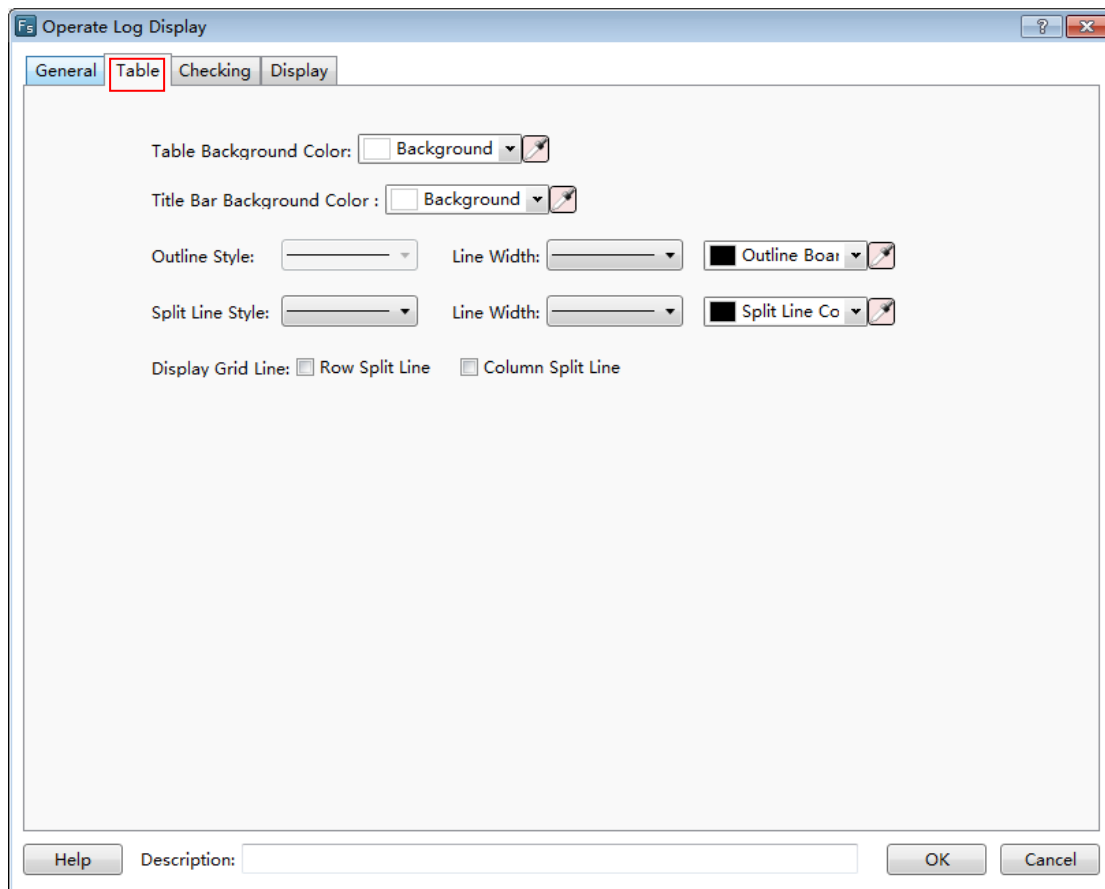 Fs Operate Log Display ?
General Table Checking Display
Table Background Color: Background
Title Bar Background Color : Background
Outline Style: Line Width: Outline Boar
Split Line Style: Line Width: Split Line Co
Display Grid Line: Row Split Line Column Split Line
Help Description: OK Cancel